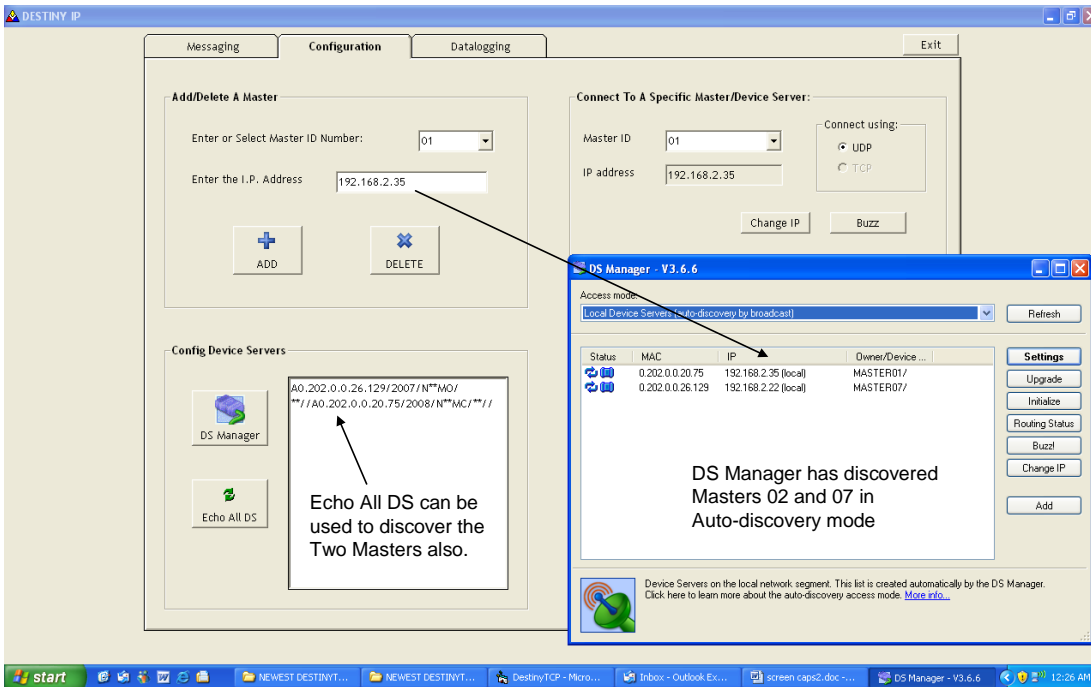 DESTINY IP
Messaging
Configuration
Datalogging
Exit
Add/Delete A Master
Enter or Select Master ID Number:
01
Enter the I.P. Address
192.168.2.35
ADD
DELETE
Connect To A Specific Master/Device Server:
Master ID
01
IP address
192.168.2.35
Connect using:
UDP
TCP
Change IP
Buzz
Config Device Servers
DS Manager
Echo All DS
A0.202.0.0.26.129/2007/N**MO/
**//A0.202.0.0.20.75/2008/N**MC/**//
Echo All DS can be
used to discover the
Two Masters also.
DS Manager - V3.6.6
Access mode:
Local Device Servers (auto-discovery by broadcast)
Refresh
Status MAC IP Owner/Device ...
0.202.0.0.20.75 192.168.2.35 (local) MASTER01/
0.202.0.0.26.129 192.168.2.22 (local) MASTER07/
Settings
Upgrade
Initialize
Routing Status
Buzz!
Change IP
Add
DS Manager has discovered
Masters 02 and 07 in
Auto-discovery mode
Device Servers on the local network segment. This list is created automatically by the DS Manager.
Click here to learn more about the auto-discovery access mode. More info...
start
NEWEST DESTINYT...
NEWEST DESTINYT...
DestinyTCP - Micro...
Inbox - Outlook Ex...
screen caps2.doc -...
DS Manager - V3.6.6
12:26 AM